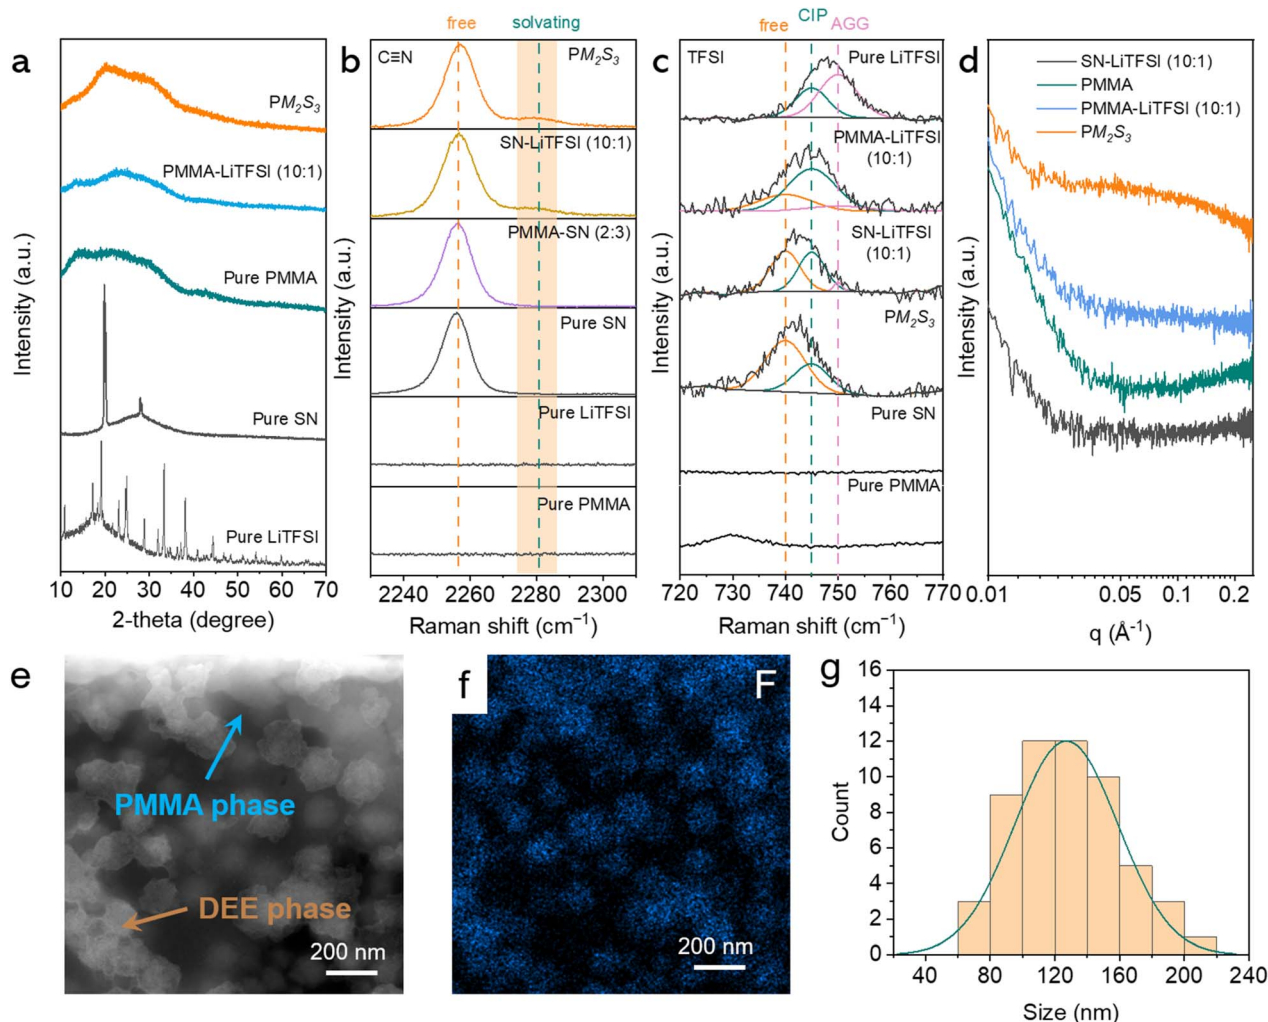 a
PM₂S₃
PMMA-LiTFSI (10:1)
Pure PMMA
Pure SN
Pure LiTFSI
Intensity (a.u.)
10 20 30 40 50 60 70
2-theta (degree)
free solvating
b
C≡N
PM₂S₃
SN-LiTFSI (10:1)
PMMA-SN (2:3)
Pure SN
Pure LiTFSI
Pure PMMA
Intensity (a.u.)
2240 2260 2280 2300
Raman shift (cm⁻¹)
free CIP AGG
c
TFSI
Pure LiTFSI
PMMA-LiTFSI
(10:1)
SN-LiTFSI
(10:1)
PM₂S₃
Pure SN
Pure PMMA
Intensity (a.u.)
720 730 740 750 760 770
Raman shift (cm⁻¹)
d
SN-LiTFSI (10:1)
PMMA
PMMA-LiTFSI (10:1)
PM₂S₃
Intensity (a.u.)
0.01 0.05 0.1 0.2
q (Å⁻¹)
e
PMMA phase
DEE phase
200 nm
f
F
200 nm
g
16
14
12
10
8
6
4
2
0
Count
40 80 120 160 200 240
Size (nm)